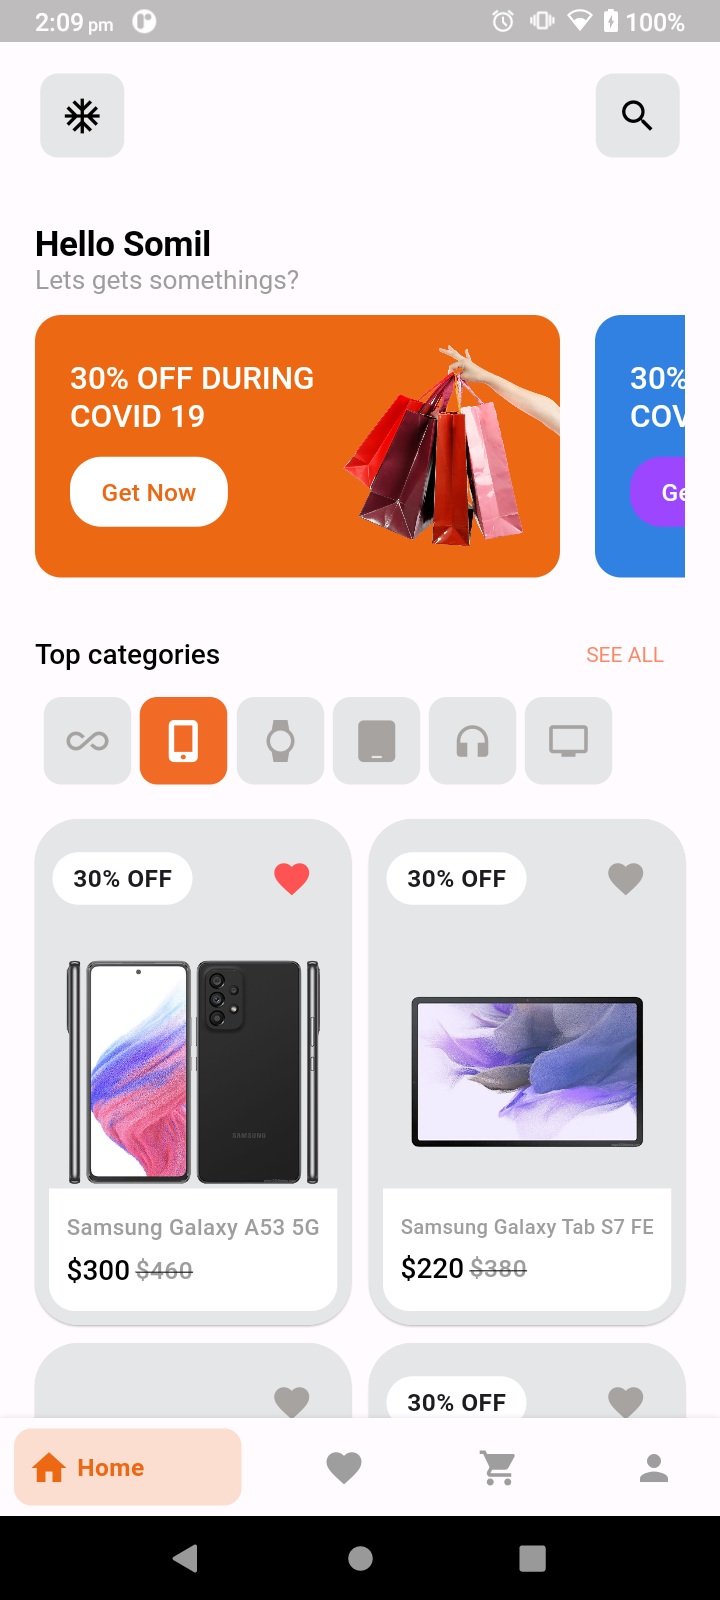 2:09 pm
100%
Hello Somil
Lets gets somethings?
30% OFF DURING
COVID 19
Get Now
30%
COV
Ge
Top categories
SEE ALL
30% OFF
30% OFF
SAMSUNG
Samsung Galaxy A53 5G
$300 $460
Samsung Galaxy Tab S7 FE
$220 $380
30% OFF
Home